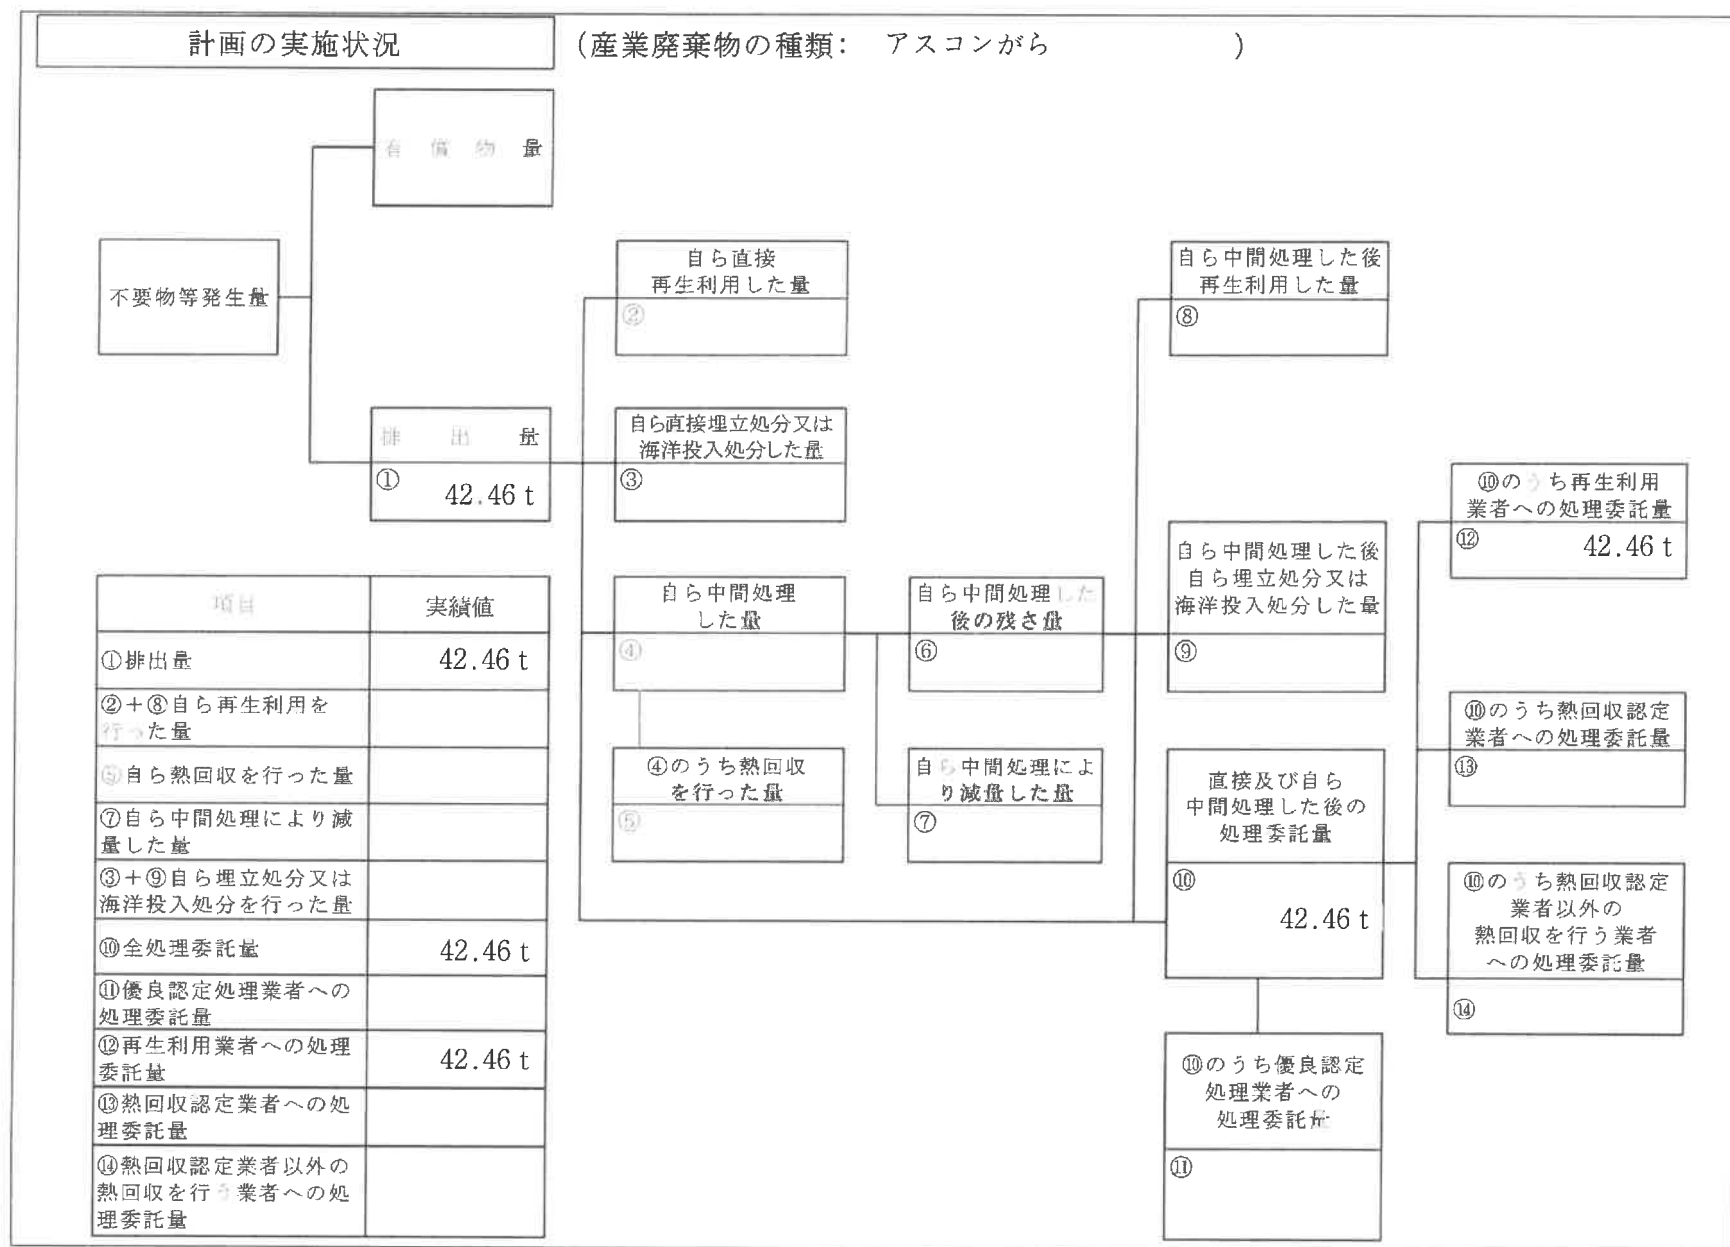 計画の実施状況
(産業廃棄物の種類： アスコンがら )
有償物量
不要物等発生量
排出量
①
42.46 t
自ら直接
再生利用した量
②
自ら直接埋立処分又は
海洋投入処分した量
③
自ら中間処理
した量
④
④のうち熱回収
を行った量
⑤
自ら中間処理した
後の残さ量
⑥
自ら中間処理によ
り減量した量
⑦
自ら中間処理した後
再生利用した量
⑧
自ら中間処理した後
自ら埋立処分又は
海洋投入処分した量
⑨
直接及び自ら
中間処理した後の
処理委託量
⑩
42.46 t
⑩のうち優良認定
処理業者への
処理委託量
⑪
⑩のうち再生利用
業者への処理委託量
⑫
42.46 t
⑩のうち熱回収認定
業者への処理委託量
⑬
⑩のうち熱回収認定
業者以外の
熱回収を行う業者
への処理委託量
⑭
項目 実績値
①排出量 42.46 t
②＋⑧自ら再生利用を
行った量
⑤自ら熱回収を行った量
⑦自ら中間処理により減
量した量
③＋⑨自ら埋立処分又は
海洋投入処分を行った量
⑩全処理委託量 42.46 t
⑪優良認定処理業者への
処理委託量
⑫再生利用業者への処理
委託量 42.46 t
⑬熱回収認定業者への処
理委託量
⑭熱回収認定業者以外の
熱回収を行う業者への処
理委託量